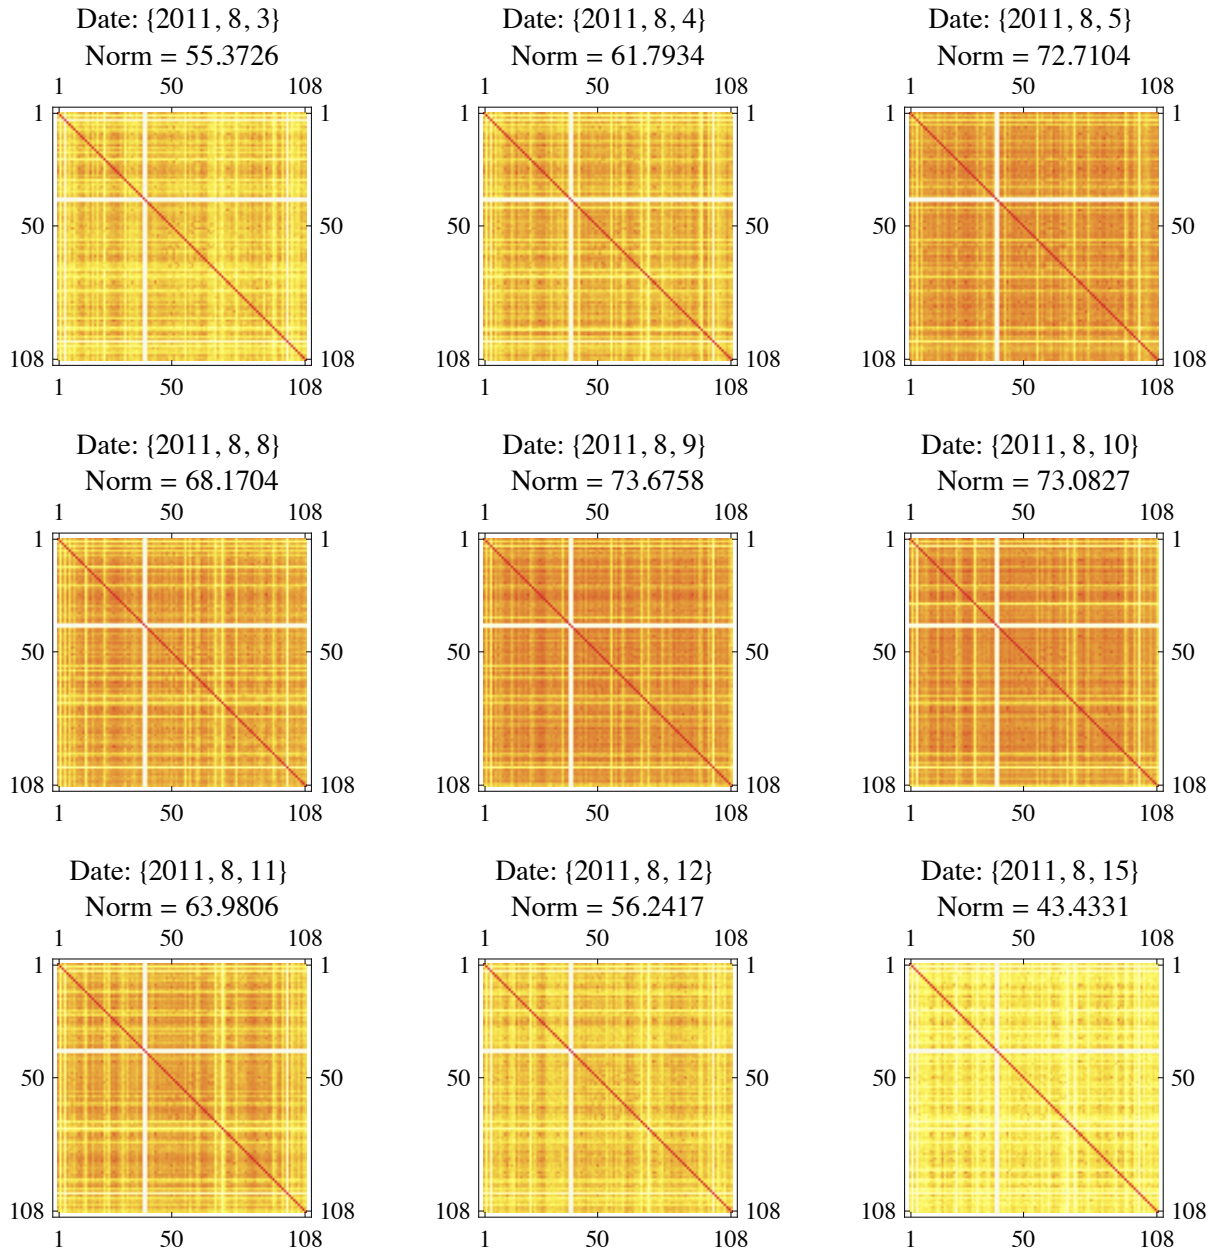 Date: {2011, 8, 3}
Norm = 55.3726
1 50 108
1 1
50 50
108 108
1 50 108
Date: {2011, 8, 4}
Norm = 61.7934
1 50 108
1 1
50 50
108 108
1 50 108
Date: {2011, 8, 5}
Norm = 72.7104
1 50 108
1 1
50 50
108 108
1 50 108
Date: {2011, 8, 8}
Norm = 68.1704
1 50 108
1 1
50 50
108 108
1 50 108
Date: {2011, 8, 9}
Norm = 73.6758
1 50 108
1 1
50 50
108 108
1 50 108
Date: {2011, 8, 10}
Norm = 73.0827
1 50 108
1 1
50 50
108 108
1 50 108
Date: {2011, 8, 11}
Norm = 63.9806
1 50 108
1 1
50 50
108 108
1 50 108
Date: {2011, 8, 12}
Norm = 56.2417
1 50 108
1 1
50 50
108 108
1 50 108
Date: {2011, 8, 15}
Norm = 43.4331
1 50 108
1 1
50 50
108 108
1 50 108